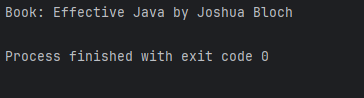 Book: Effective Java by Joshua Bloch
Process finished with exit code 0